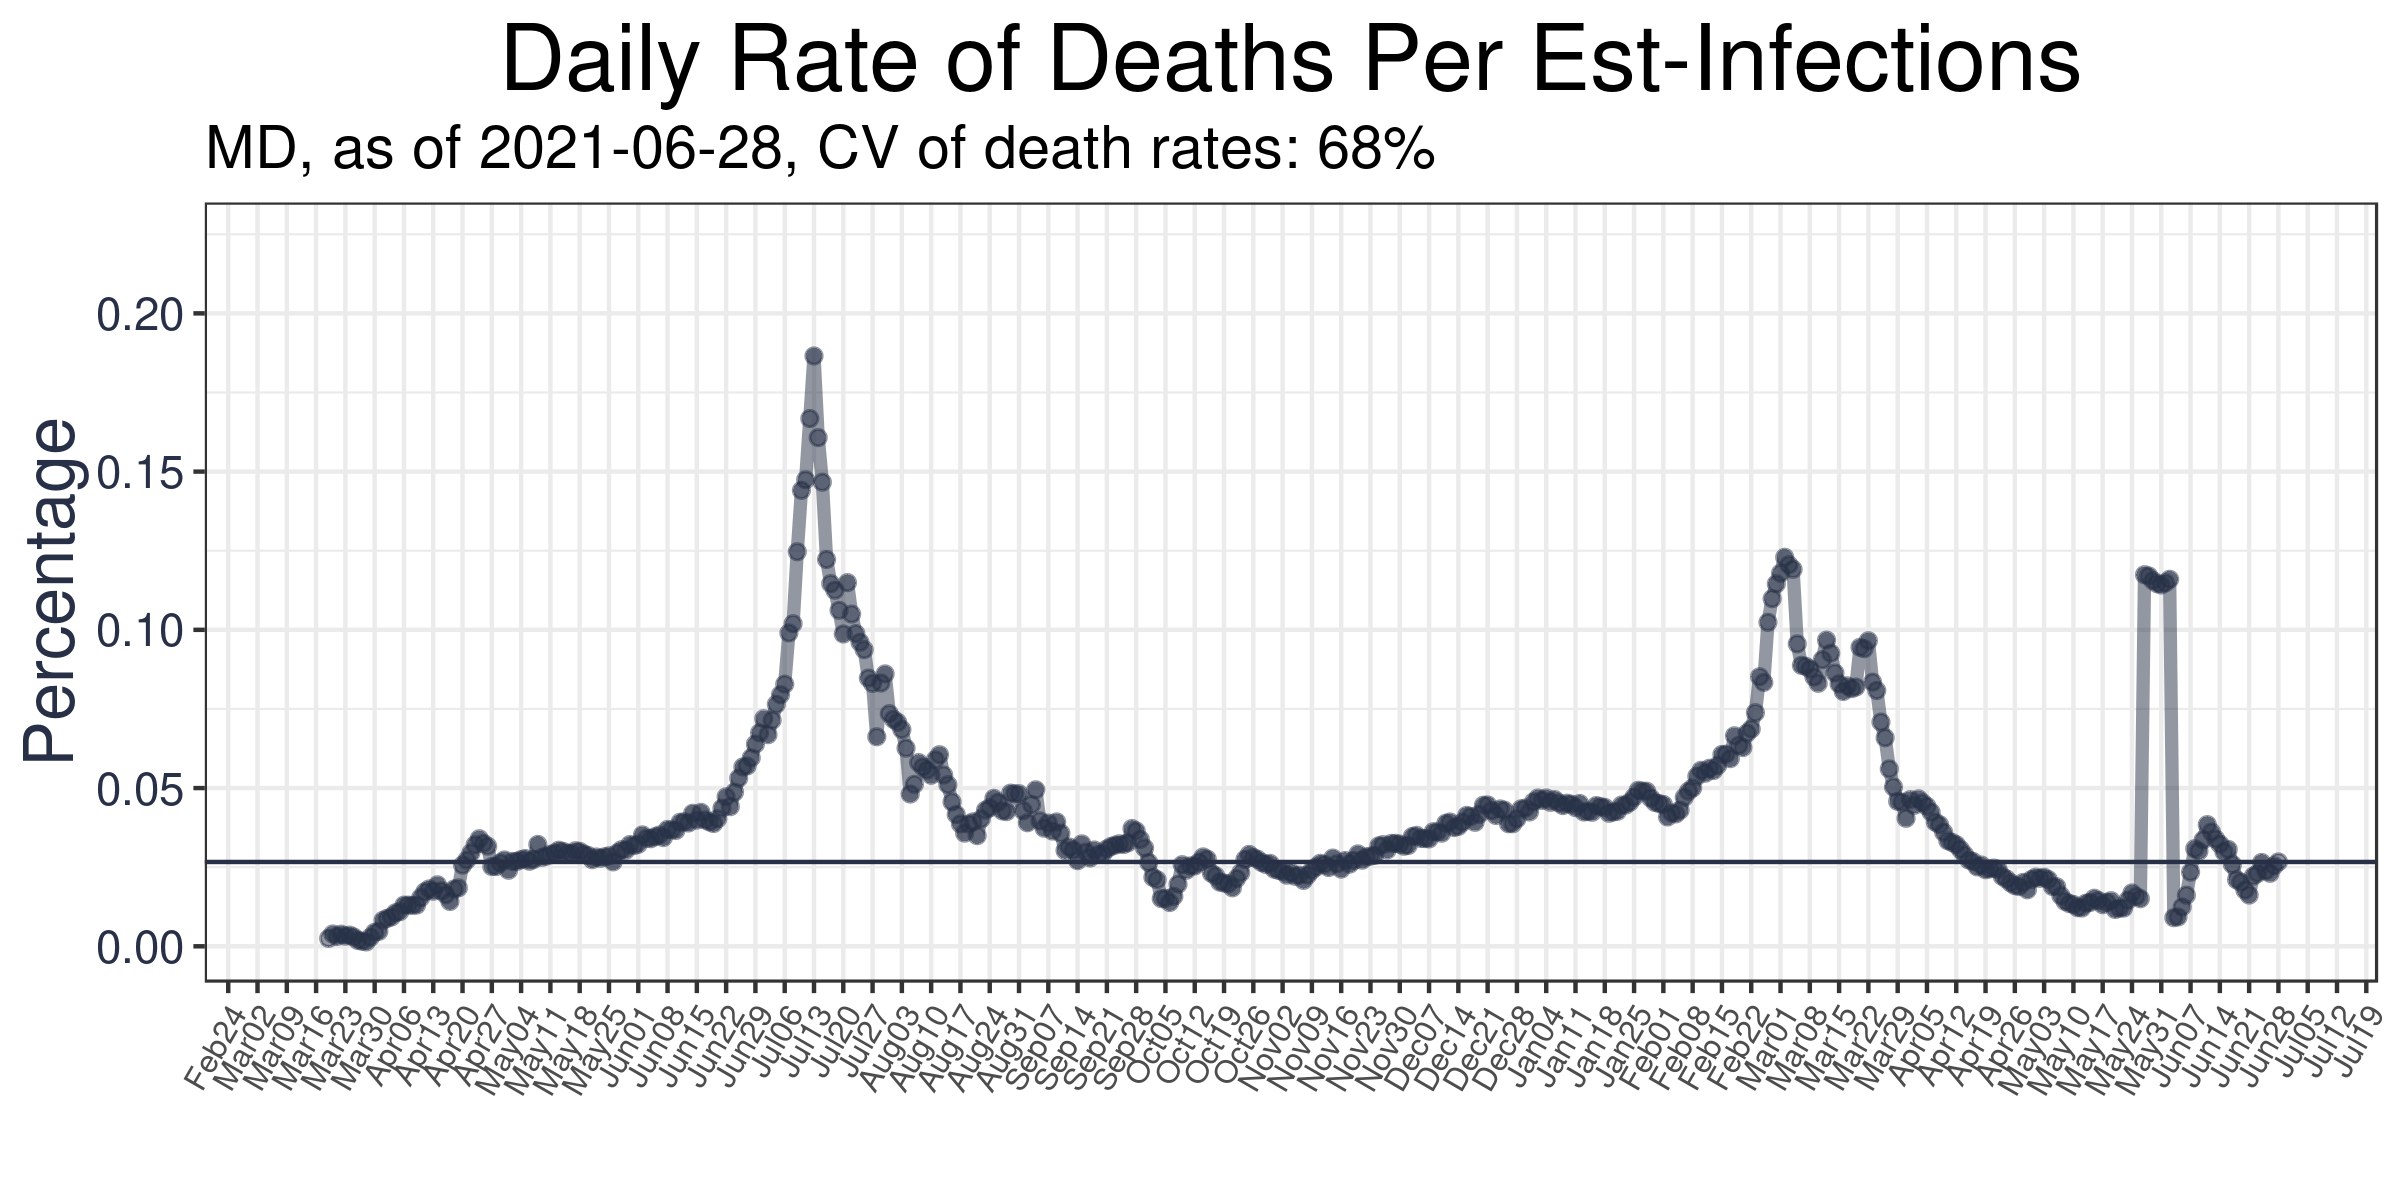 Daily Rate of Deaths Per Est-Infections
MD, as of 2021-06-28, CV of death rates: 68%
Percentage
0.20
0.15
0.10
0.05
0.00
Feb24
Mar02
Mar09
Mar16
Mar23
Mar30
Apr06
Apr13
Apr20
Apr27
May04
May11
May18
May25
Jun01
Jun08
Jun15
Jun22
Jun29
Jul06
Jul13
Jul20
Jul27
Aug03
Aug10
Aug17
Aug24
Aug31
Sep07
Sep14
Sep21
Sep28
Oct05
Oct12
Oct19
Oct26
Nov02
Nov09
Nov16
Nov23
Nov30
Dec07
Dec14
Dec21
Dec28
Jan04
Jan11
Jan18
Jan25
Feb01
Feb08
Feb15
Feb22
Mar01
Mar08
Mar15
Mar22
Mar29
Apr05
Apr12
Apr19
Apr26
May03
May10
May17
May24
May31
Jun07
Jun14
Jun21
Jun28
Jul05
Jul12
Jul19